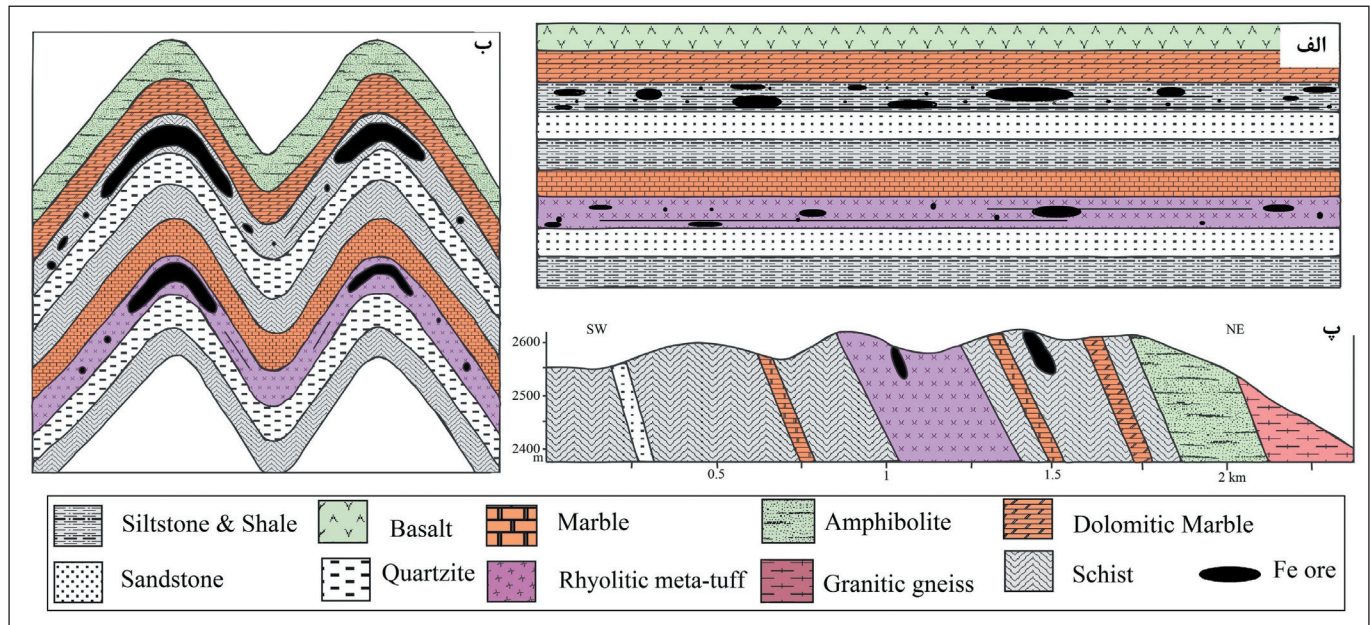 ب
الف
پ
SW
NE
2600
2500
2400
m
0.5
1
1.5
2 km
Siltstone & Shale
Basalt
Marble
Amphibolite
Dolomitic Marble
Sandstone
Quartzite
Rhyolitic meta-tuff
Granitic gneiss
Schist
Fe ore